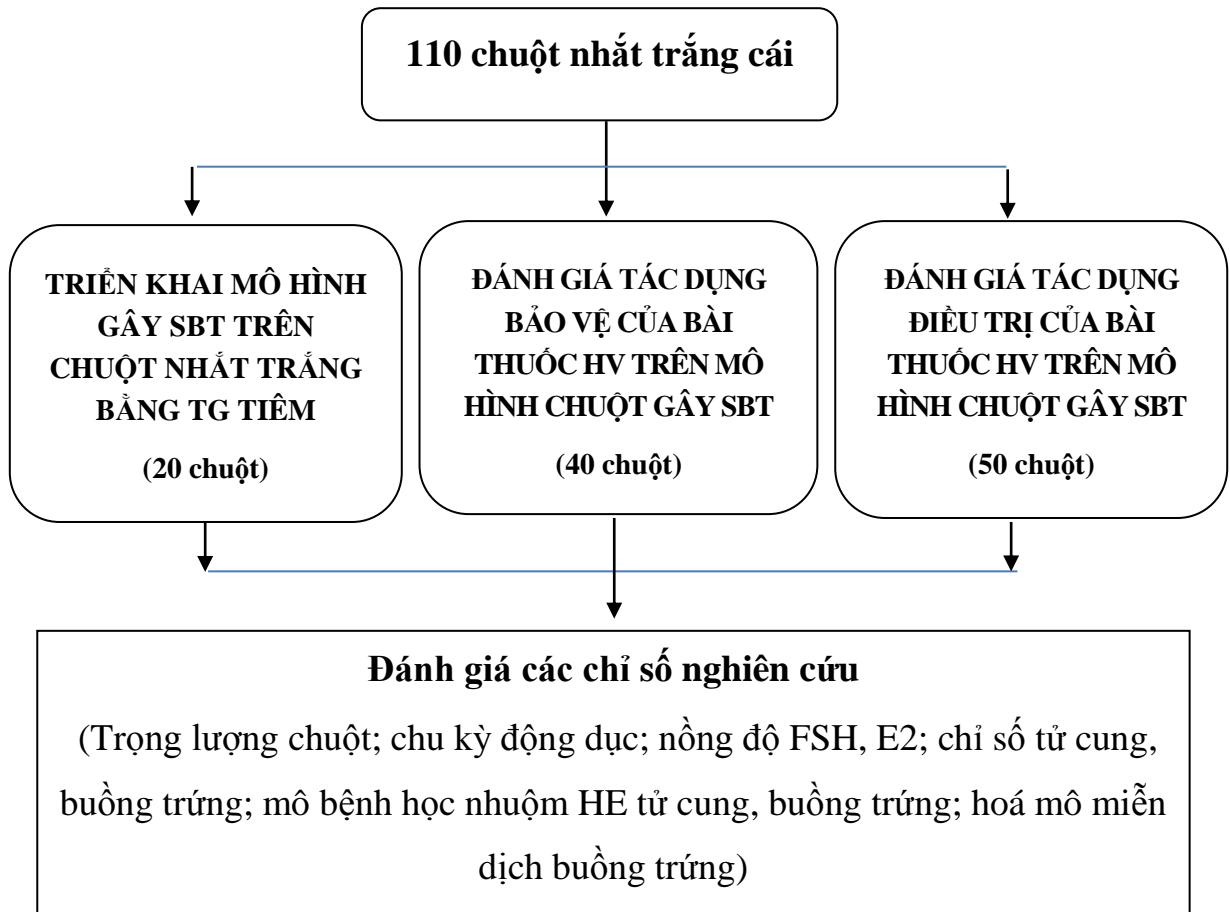 110 chuột nhắt trắng cái
TRIỂN KHAI MÔ HÌNH
GÂY SBT TRÊN
CHUỘT NHẮT TRẮNG
BẰNG TG TIÊM
(20 chuột)
ĐÁNH GIÁ TÁC DỤNG
BẢO VỆ CỦA BÀI
THUỐC HV TRÊN MÔ
HÌNH CHUỘT GÂY SBT
(40 chuột)
ĐÁNH GIÁ TÁC DỤNG
ĐIỀU TRỊ CỦA BÀI
THUỐC HV TRÊN MÔ
HÌNH CHUỘT GÂY SBT
(50 chuột)
Đánh giá các chỉ số nghiên cứu
(Trọng lượng chuột; chu kỳ động dục; nồng độ FSH, E2; chỉ số tử cung,
buồng trứng; mô bệnh học nhuộm HE tử cung, buồng trứng; hoá mô miễn
dịch buồng trứng)